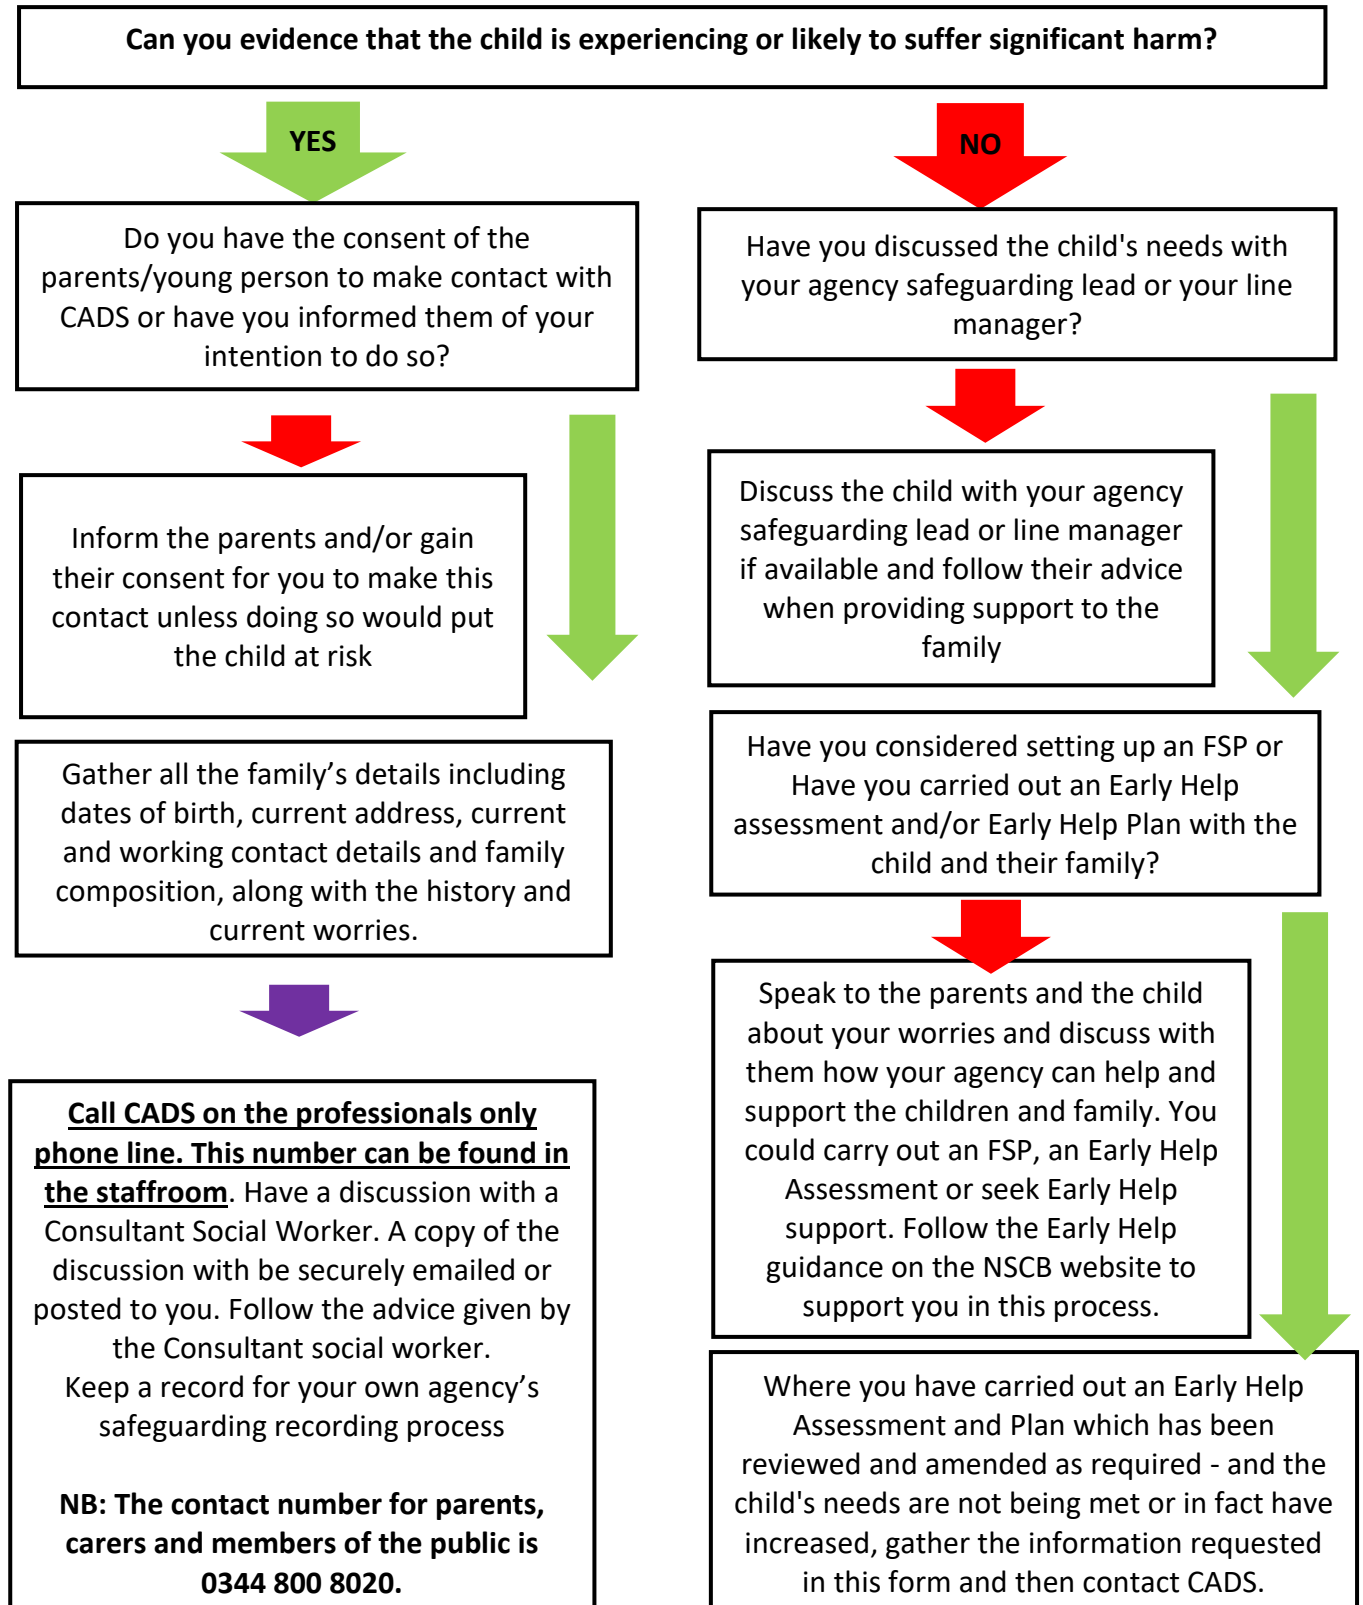 Can you evidence that the child is experiencing or likely to suffer significant harm?
YES
NO
Do you have the consent of the
parents/young person to make contact with
CADS or have you informed them of your
intention to do so?
Have you discussed the child's needs with
your agency safeguarding lead or your line
manager?
Inform the parents and/or gain
their consent for you to make this
contact unless doing so would put
the child at risk
Discuss the child with your agency
safeguarding lead or line manager
if available and follow their advice
when providing support to the
family
Gather all the family’s details including
dates of birth, current address, current
and working contact details and family
composition, along with the history and
current worries.
Have you considered setting up an FSP or
Have you carried out an Early Help
assessment and/or Early Help Plan with the
child and their family?
Call CADS on the professionals only
phone line. This number can be found in
the staffroom. Have a discussion with a
Consultant Social Worker. A copy of the
discussion with be securely emailed or
posted to you. Follow the advice given by
the Consultant social worker.
Keep a record for your own agency’s
safeguarding recording process
NB: The contact number for parents,
carers and members of the public is
0344 800 8020.
Speak to the parents and the child
about your worries and discuss with
them how your agency can help and
support the children and family. You
could carry out an FSP, an Early Help
Assessment or seek Early Help
support. Follow the Early Help
guidance on the NSCB website to
support you in this process.
Where you have carried out an Early Help
Assessment and Plan which has been
reviewed and amended as required - and the
child's needs are not being met or in fact have
increased, gather the information requested
in this form and then contact CADS.